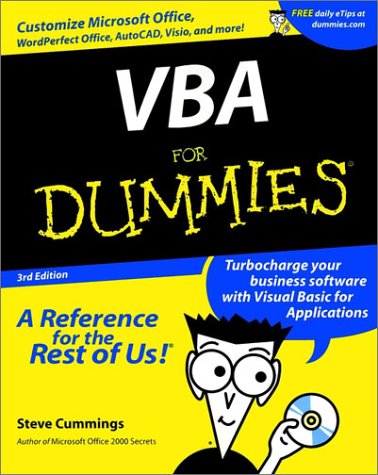 Customize Microsoft Office,
WordPerfect Office, AutoCAD, Visio, and more!
FREE daily eTips at
dummies.com
VBA
FOR
DUMMIES®
3rd Edition
Turbocharge your
business software
with Visual Basic for
Applications
A Reference
for the
Rest of Us!®
Steve Cummings
Author of Microsoft Office 2000 Secrets